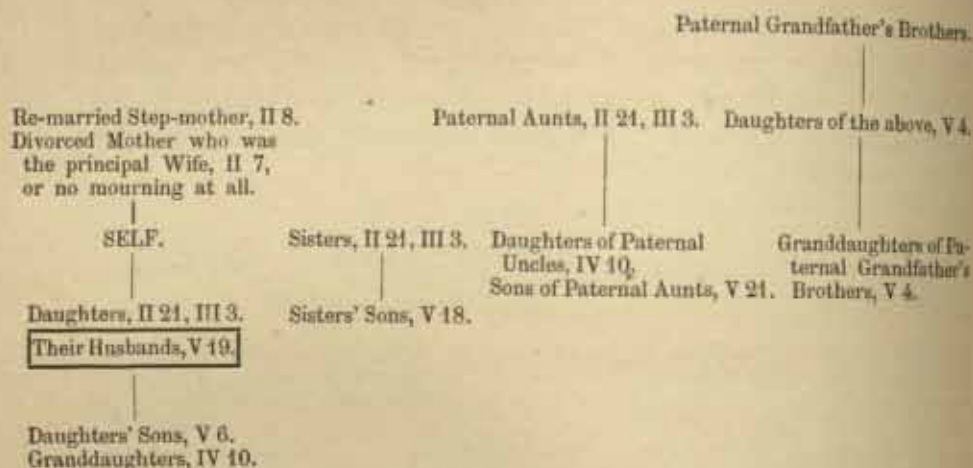 Paternal Grandfather's Brothers.
Re-married Step-mother, II 8.
Divorced Mother who was
the principal Wife, II 7,
or no mourning at all.
Paternal Aunts, II 21, III 3.
Daughters of the above, V 4.
SELF.
Sisters, II 21, III 3.
Daughters of Paternal
Uncles, IV 10,
Sons of Paternal Aunts, V 21.
Granddaughters of Pa-
ternal Grandfather's
Brothers, V 4.
Daughters, II 21, III 3.
Their Husbands, V 19.
Sisters' Sons, V 18.
Daughters' Sons, V 6.
Granddaughters, IV 10.